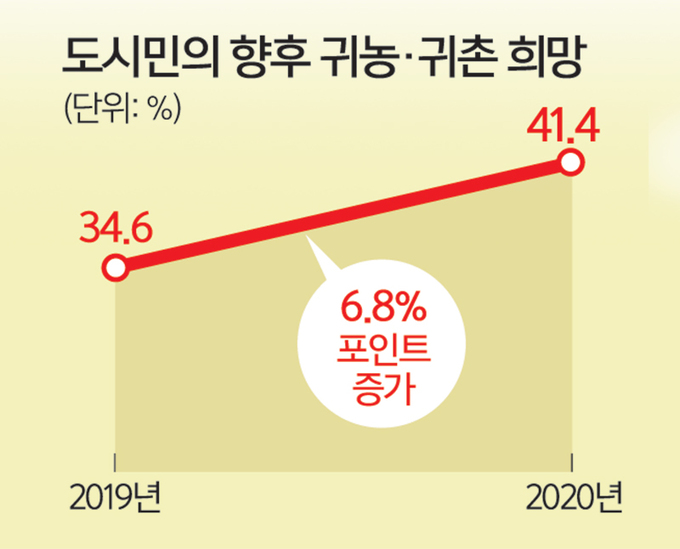 도시민의 향후 귀농·귀촌 희망
(단위: %)
41.4
34.6
6.8%
포인트
증가
2019년
2020년